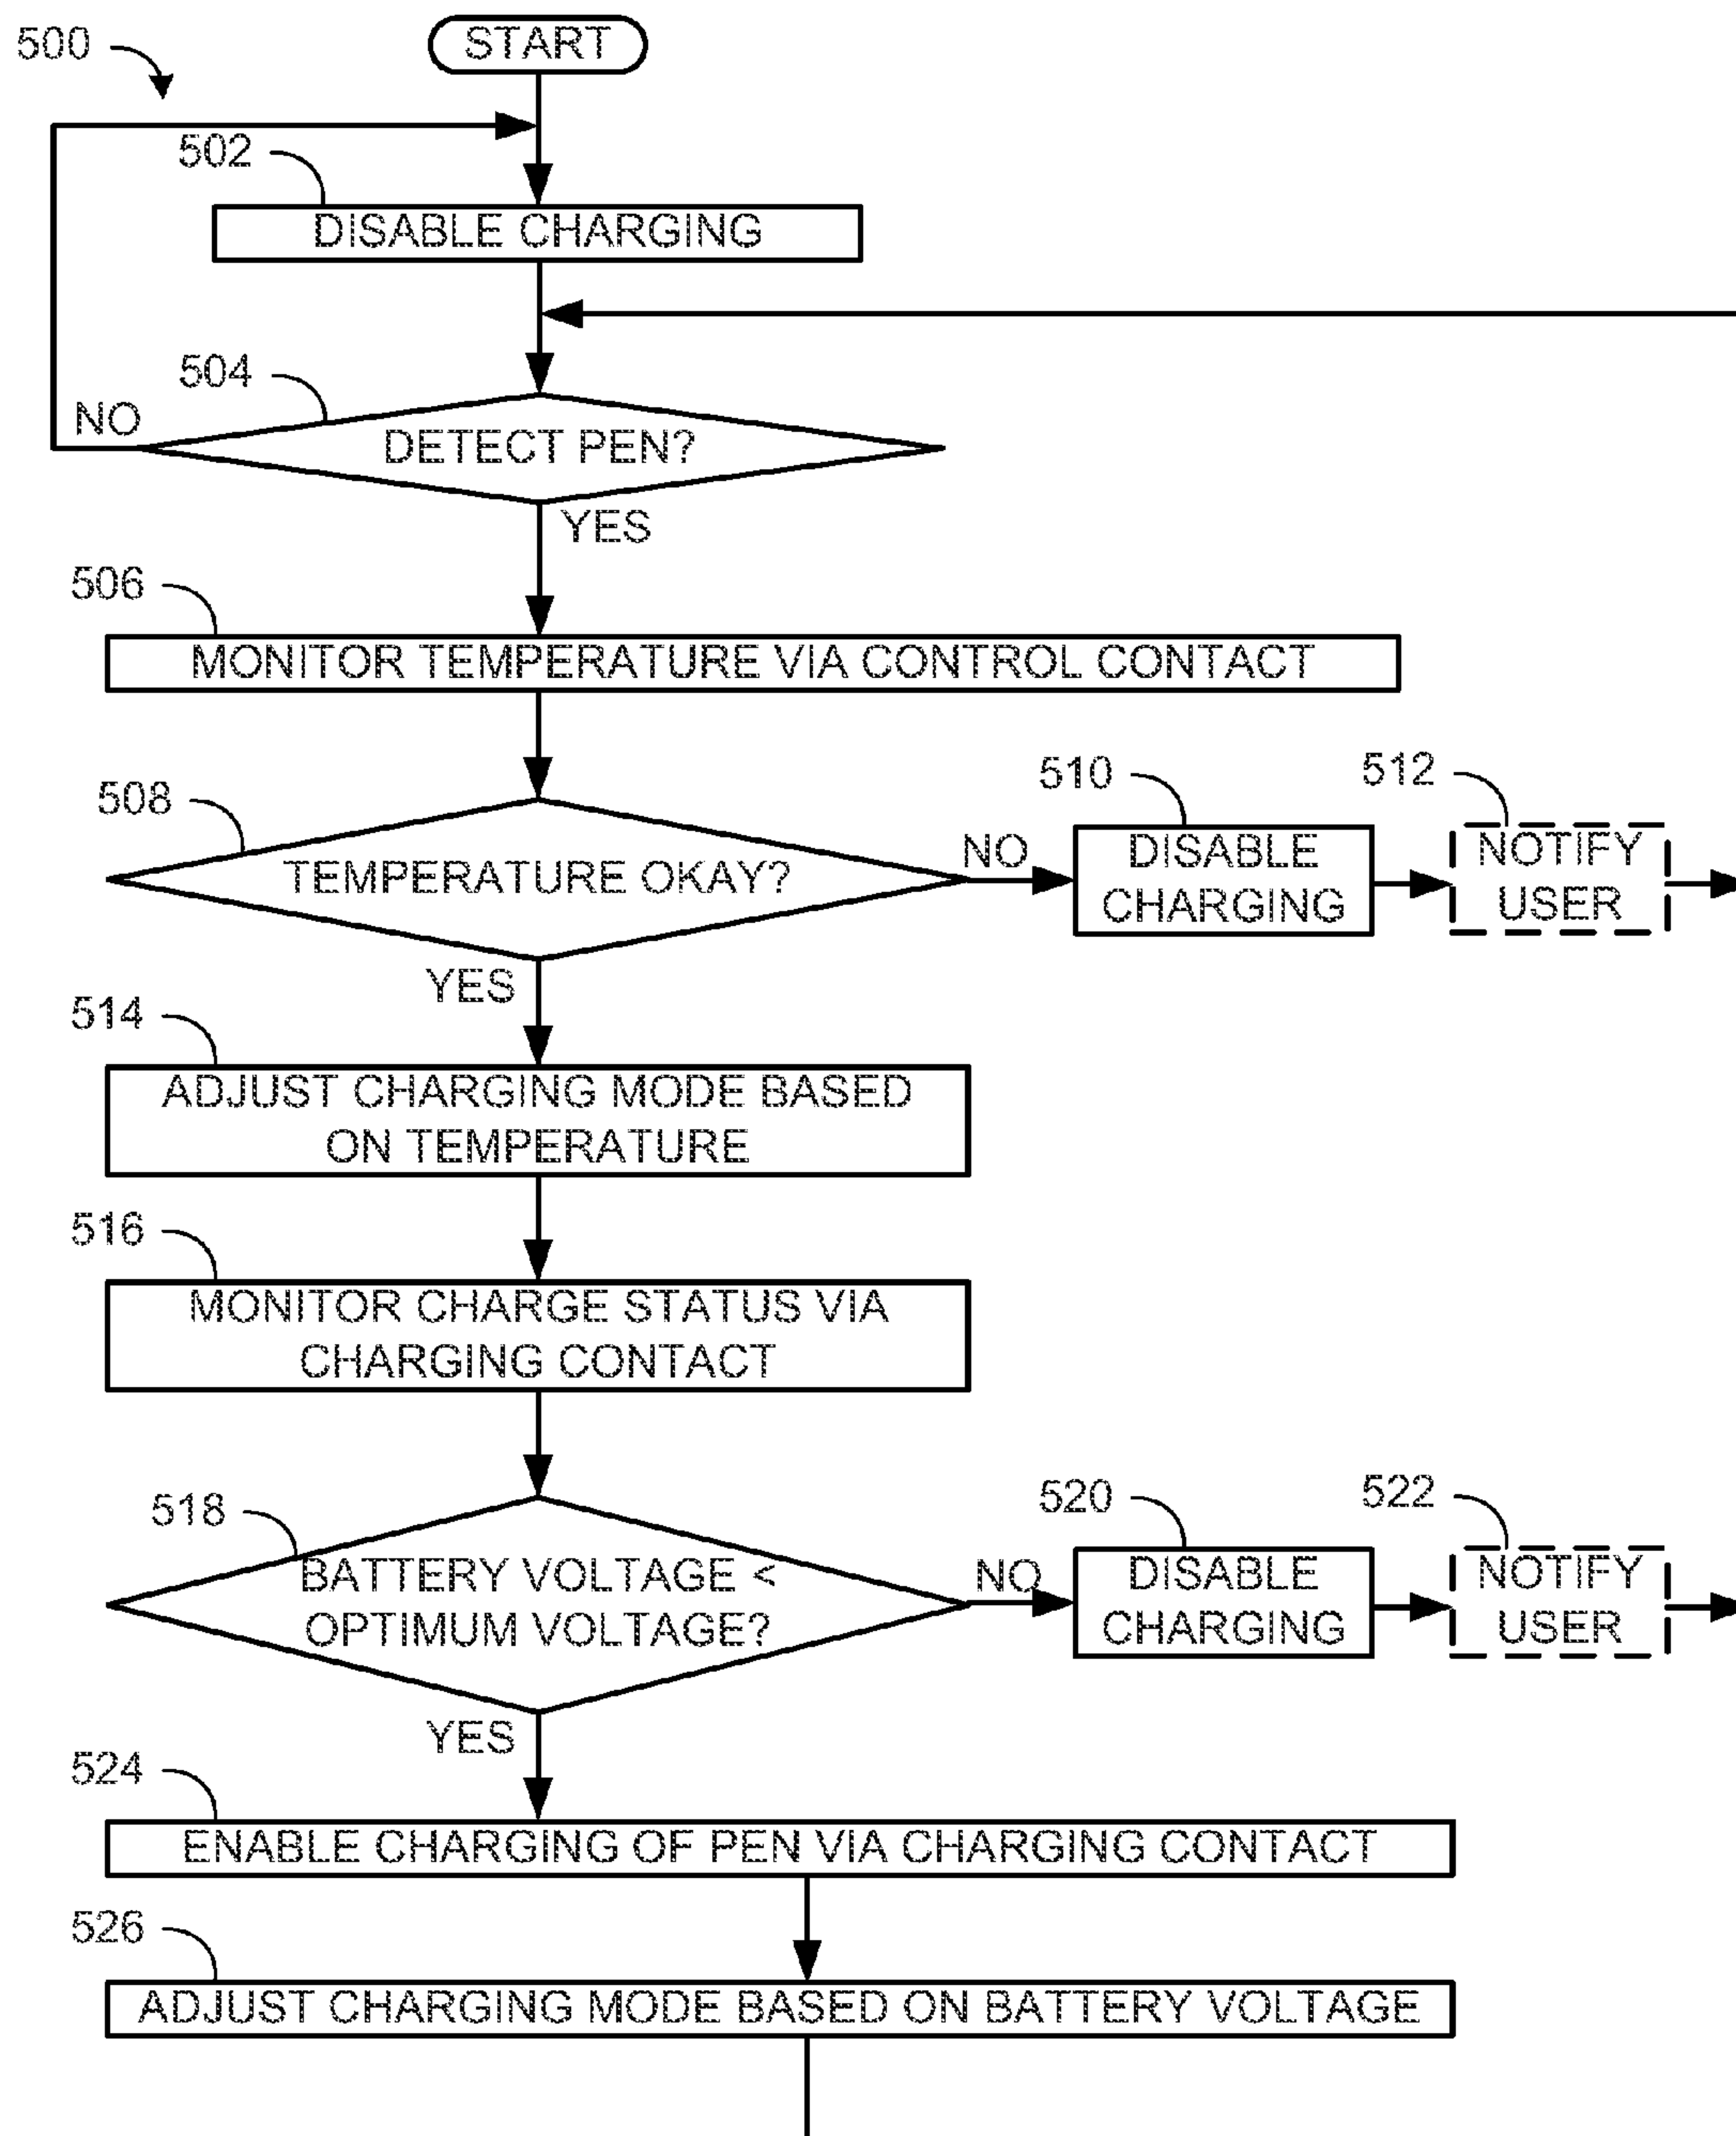 500
START
502
DISABLE CHARGING
504
NO
DETECT PEN?
YES
506
MONITOR TEMPERATURE VIA CONTROL CONTACT
508
TEMPERATURE OKAY?
NO
510
DISABLE
CHARGING
512
NOTIFY
USER
YES
514
ADJUST CHARGING MODE BASED
ON TEMPERATURE
516
MONITOR CHARGE STATUS VIA
CHARGING CONTACT
518
BATTERY VOLTAGE <
OPTIMUM VOLTAGE?
NO
520
DISABLE
CHARGING
522
NOTIFY
USER
YES
524
ENABLE CHARGING OF PEN VIA CHARGING CONTACT
526
ADJUST CHARGING MODE BASED ON BATTERY VOLTAGE